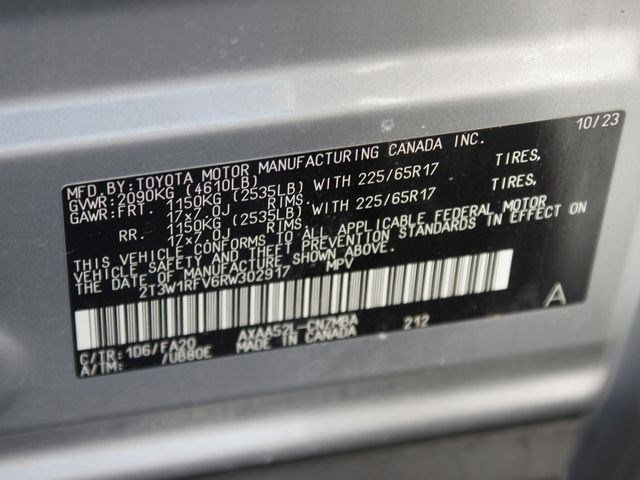 10/23
MFD.BY:TOYOTA MOTOR MANUFACTURING CANADA INC.
GVWR:2090KG (4610LB)
GAWR:FRT. 1150KG (2535LB) WITH 225/65R17 TIRES,
17x7.0J RIMS.
RR. 1150KG (2535LB) WITH 225/65R17 TIRES,
17x7.0J RIMS.
THIS VEHICLE CONFORMS TO ALL APPLICABLE FEDERAL MOTOR
VEHICLE SAFETY AND THEFT PREVENTION STANDARDS IN EFFECT ON
THE DATE OF MANUFACTURE SHOWN ABOVE.
2T3W1RFV6RW302917 MPV
A
C/TR:1D6/FA20 AXAA52L-CNZMBA 212
A/TM: /UB80E MADE IN CANADA